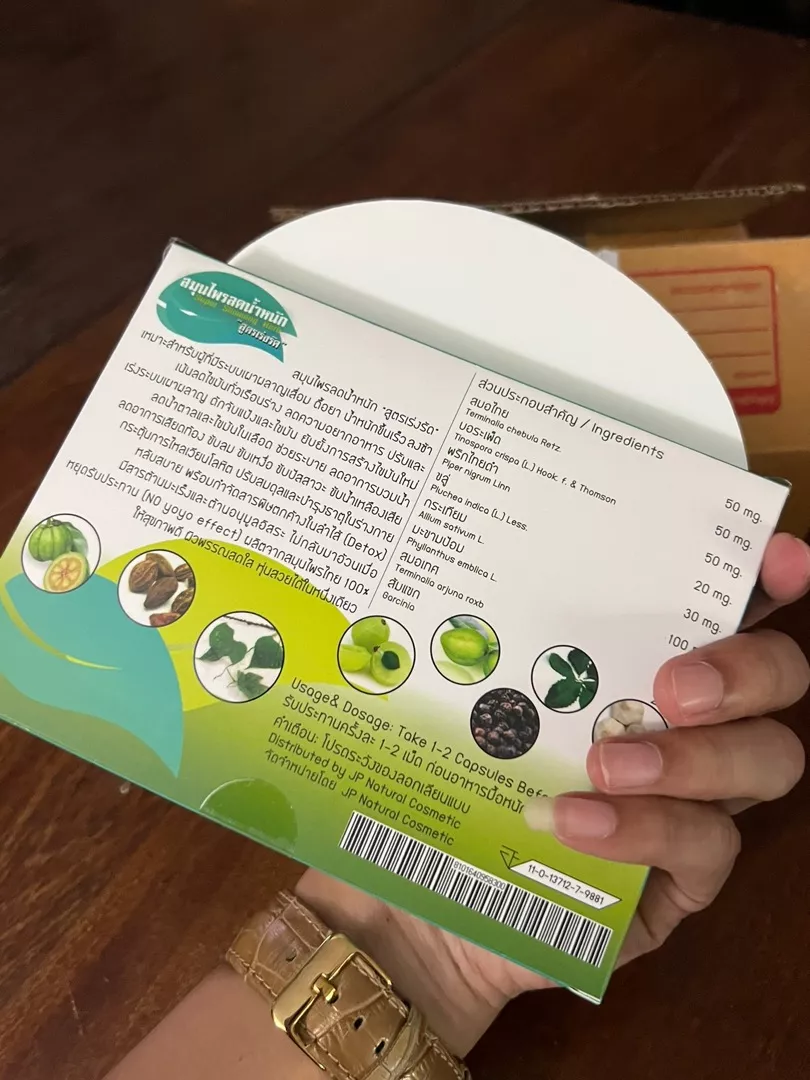 สมุนไพรลดน้ำหนัก
Super Slimming Herb
"สูตรเร่งรัด"
สมุนไพรลดน้ำหนัก "สูตรเร่งรัด"
เหมาะสำหรับผู้ที่มีระบบเผาผลาญเสื่อม ดื้อยา น้ำหนักขึ้นเร็ว ลงช้า
เน้นลดไขมันทั่วเรือนร่าง ลดความอยากอาหาร ปรับและ
เร่งระบบเผาผลาญ ดักจับแป้งและไขมัน ยับยั้งการสร้างไขมันใหม่
ลดน้ำตาลและไขมันในเลือด ช่วยระบาย ลดอาการบวมน้ำ
ลดอาการเสียดท้อง ขับลม ขับเหงื่อ ขับปัสสาวะ ขับน้ำเหลืองเสีย
กระตุ้นการไหลเวียนโลหิต ปรับสมดุลและบำรุงธาตุในร่างกาย
หลับสบาย พร้อมกำจัดสารพิษตกค้างในลำไส้ (Detox)
มีสารต้านมะเร็งและต้านอนุมูลอิสระ ไม่กลับมาอ้วนเมื่อ
หยุดรับประทาน (NO yoyo effect) ผลิตจากสมุนไพรไทย 100%
ให้สุขภาพดี ผิวพรรณสดใส หุ่นสวยได้ในหนึ่งเดียว
ส่วนประกอบสำคัญ / Ingredients
สมอไทย
Terminalia chebula Retz. 50 mg.
บอระเพ็ด
Tinospora crispa (L.) Hook. f. & Thomson 50 mg.
พริกไทยดำ
Piper nigrum Linn 50 mg.
ขลู่
Pluchea indica (L.) Less. 20 mg.
กระเทียม
Allium sativum L. 30 mg.
มะขามป้อม
Phyllanthus emblica L. 100
สมอเทศ
Terminalia arjuna roxb
ส้มแขก
Garcinia
Usage& Dosage: Take 1-2 Capsules
รับประทานครั้งละ 1-2 เม็ด ก่อนอาหารมื้อหนัก
คำเตือน: โปรดระวังของลอกเลียนแบบ
Distributed by JP Natural Cosmetic
จัดจำหน่ายโดย JP Natural Cosmetic
8101640958300
11-0-13712-7-9881